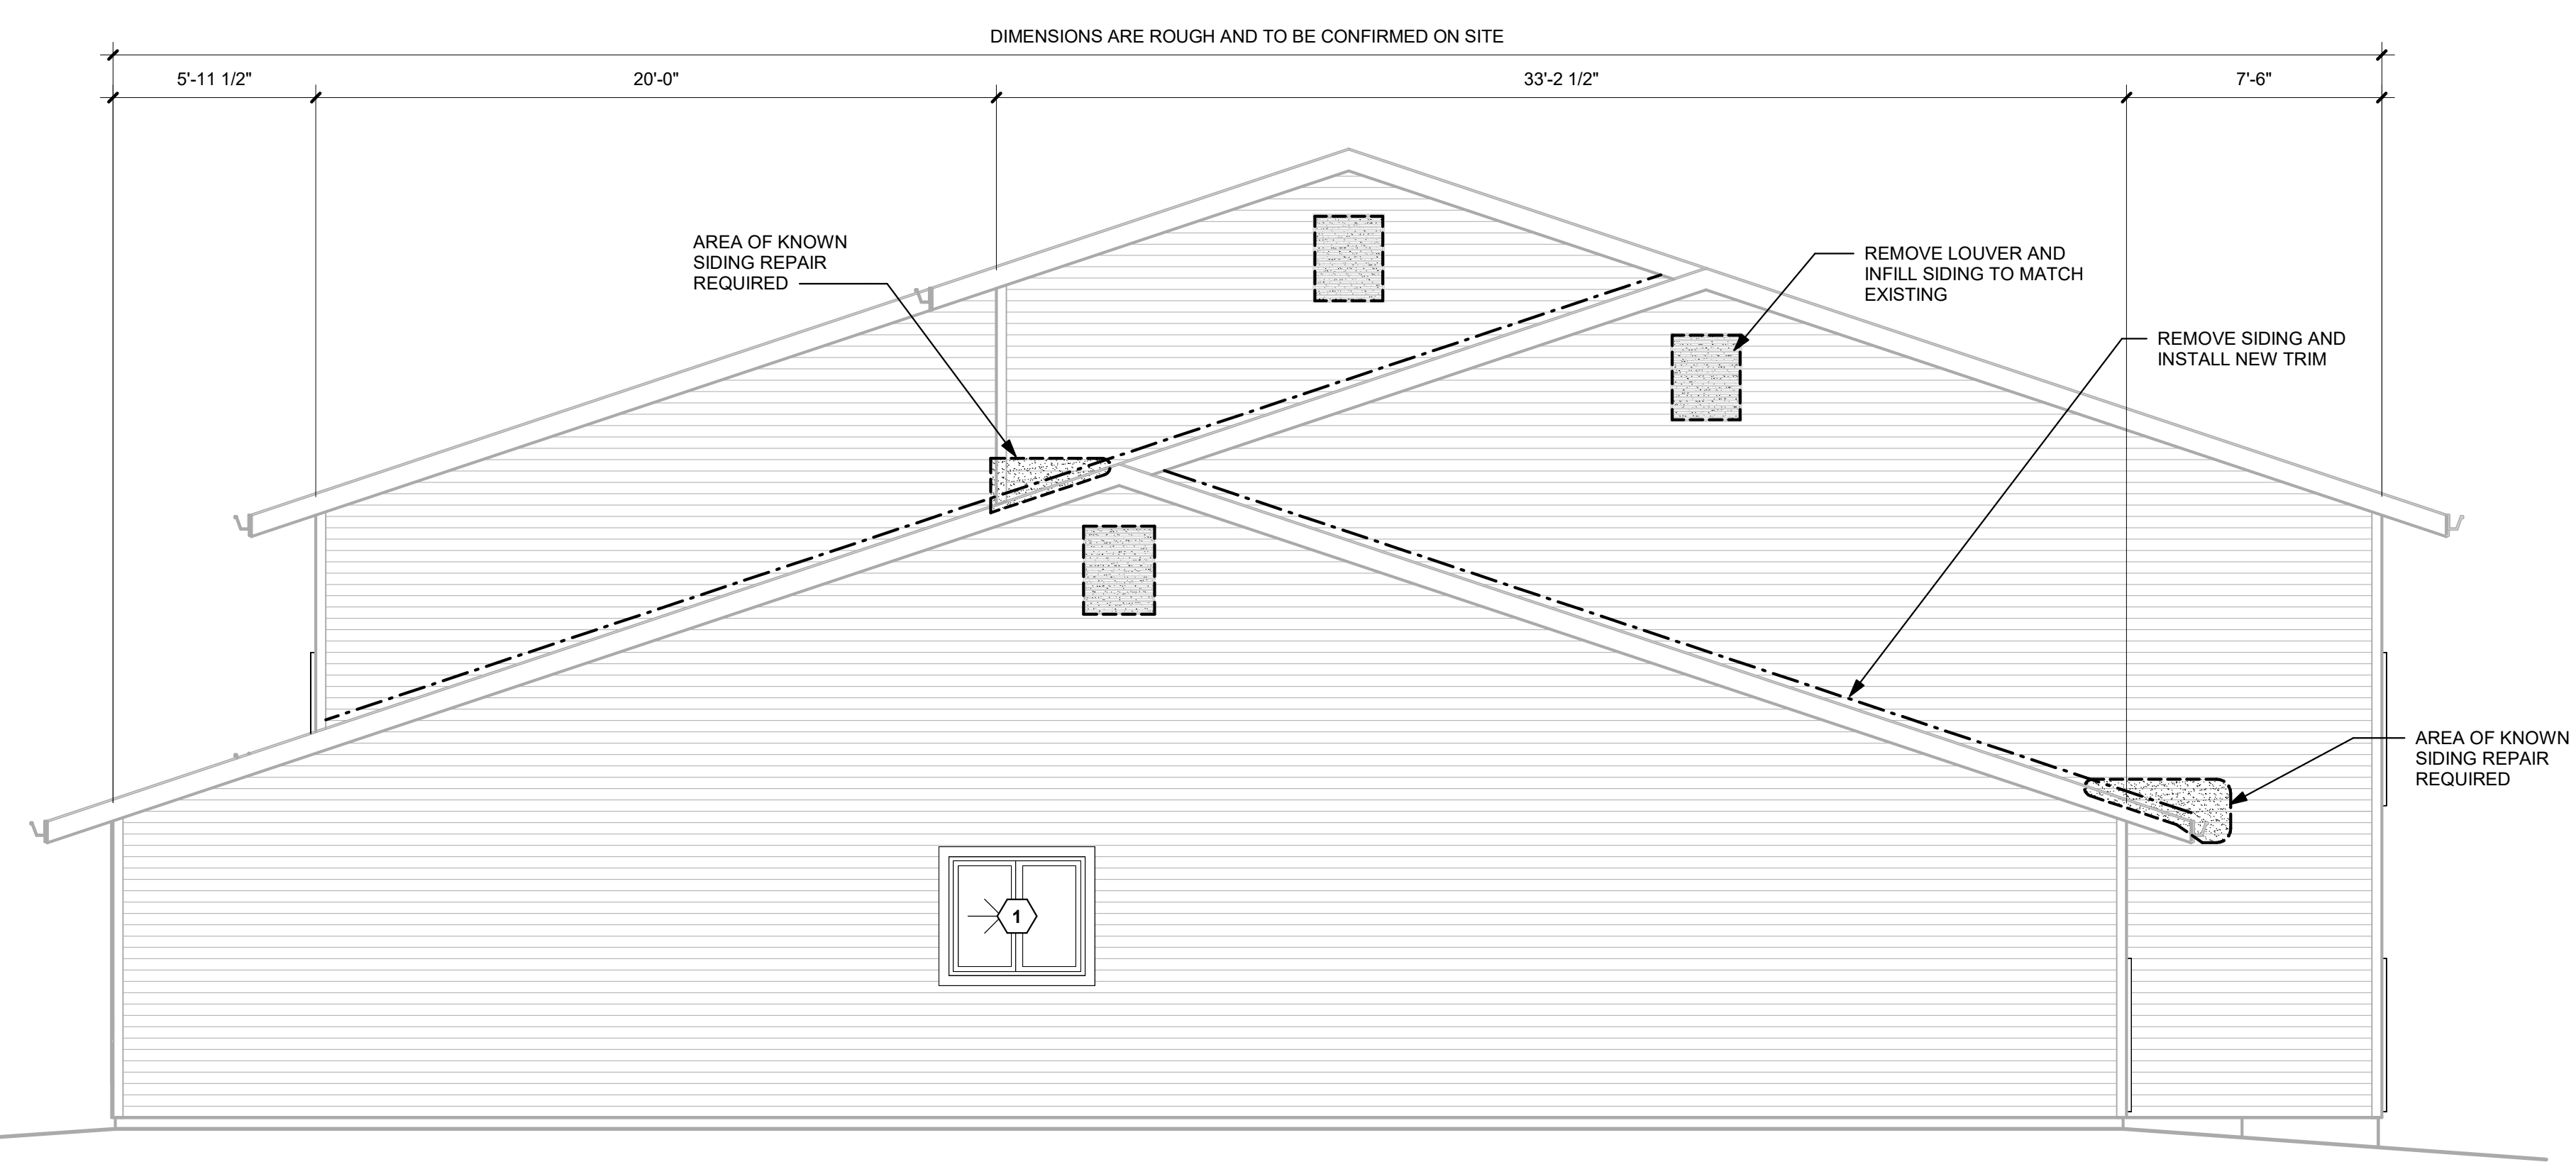 DIMENSIONS ARE ROUGH AND TO BE CONFIRMED ON SITE
5'-11 1/2"
20'-0"
33'-2 1/2"
7'-6"
AREA OF KNOWN
SIDING REPAIR
REQUIRED
REMOVE LOUVER AND
INFILL SIDING TO MATCH
EXISTING
REMOVE SIDING AND
INSTALL NEW TRIM
AREA OF KNOWN
SIDING REPAIR
REQUIRED
1